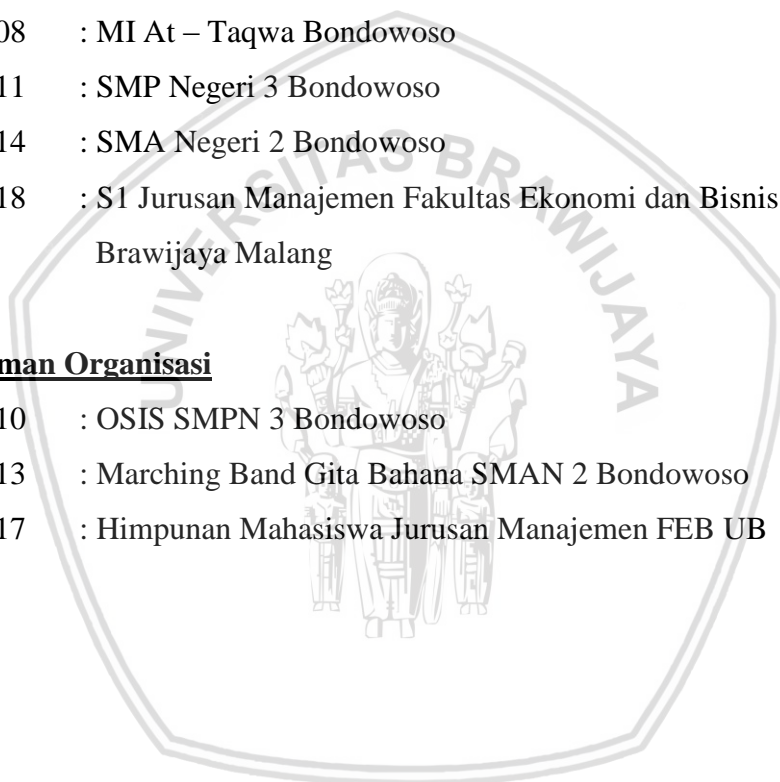 08 : MI At – Taqwa Bondowoso
11 : SMP Negeri 3 Bondowoso
14 : SMA Negeri 2 Bondowoso
18 : S1 Jurusan Manajemen Fakultas Ekonomi dan Bisnis
Brawijaya Malang
man Organisasi
10 : OSIS SMPN 3 Bondowoso
13 : Marching Band Gita Bahana SMAN 2 Bondowoso
17 : Himpunan Mahasiswa Jurusan Manajemen FEB UB
UNIVERSITAS BRAWIJAYA